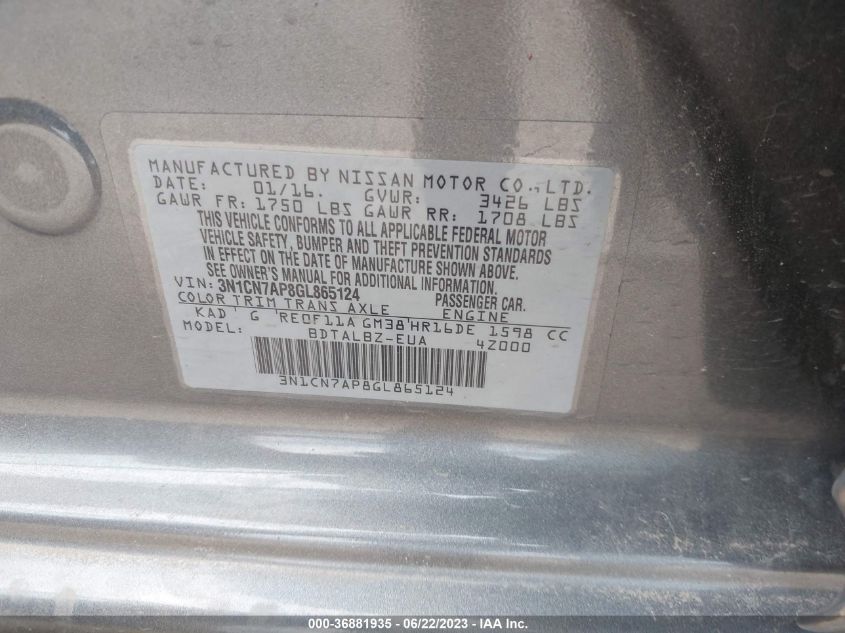 MANUFACTURED BY NISSAN MOTOR CO.,LTD.
DATE: 01/16. GVWR: 3426 LBS
GAWR FR: 1750 LBS GAWR RR: 1708 LBS
THIS VEHICLE CONFORMS TO ALL APPLICABLE FEDERAL MOTOR
VEHICLE SAFETY, BUMPER AND THEFT PREVENTION STANDARDS
IN EFFECT ON THE DATE OF MANUFACTURE SHOWN ABOVE.
SEE OWNER'S MANUAL FOR ADDITIONAL INFORMATION.
VIN: 3N1CN7AP8GL865124 PASSENGER CAR.
COLOR TRIM TRANS AXLE ENGINE
KAD G RE0F11A GM38 HR16DE 1598 CC
MODEL: BDTALBZ-EUA 4Z000
3N1CN7AP8GL865124
000-36881935 - 06/22/2023 - IAA Inc.